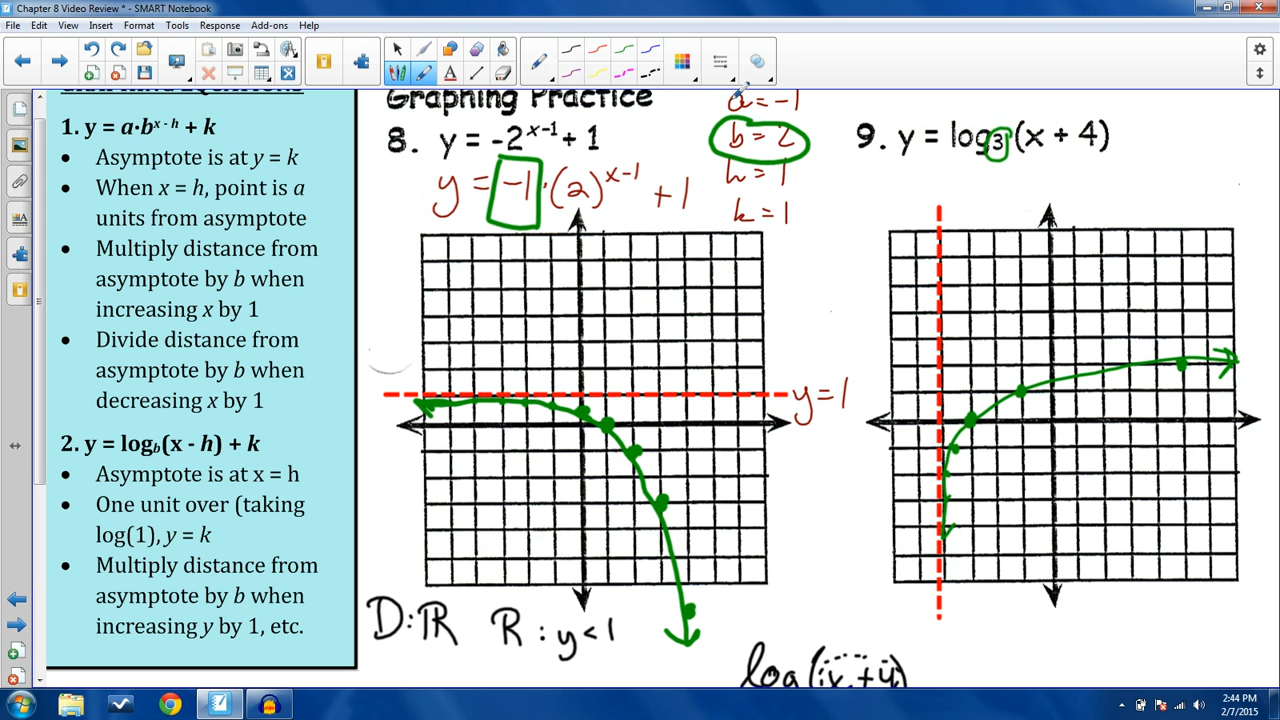 Chapter 8 Video Review * - SMART Notebook
File Edit View Insert Format Tools Response Add-ons Help
GRAPHING EQUATIONS
1. y = a·b^(x - h) + k
• Asymptote is at y = k
• When x = h, point is a
units from asymptote
• Multiply distance from
asymptote by b when
increasing x by 1
• Divide distance from
asymptote by b when
decreasing x by 1
2. y = log_b(x - h) + k
• Asymptote is at x = h
• One unit over (taking
log(1), y = k
• Multiply distance from
asymptote by b when
increasing y by 1, etc.
Graphing Practice
8. y = -2^(x-1) + 1
y = -1·(2)^(x-1) + 1
a = -1
b = 2
h = 1
k = 1
y = 1
D: ℝ R: y < 1
9. y = log₃(x + 4)
log(x+4)
2:44 PM
2/7/2015